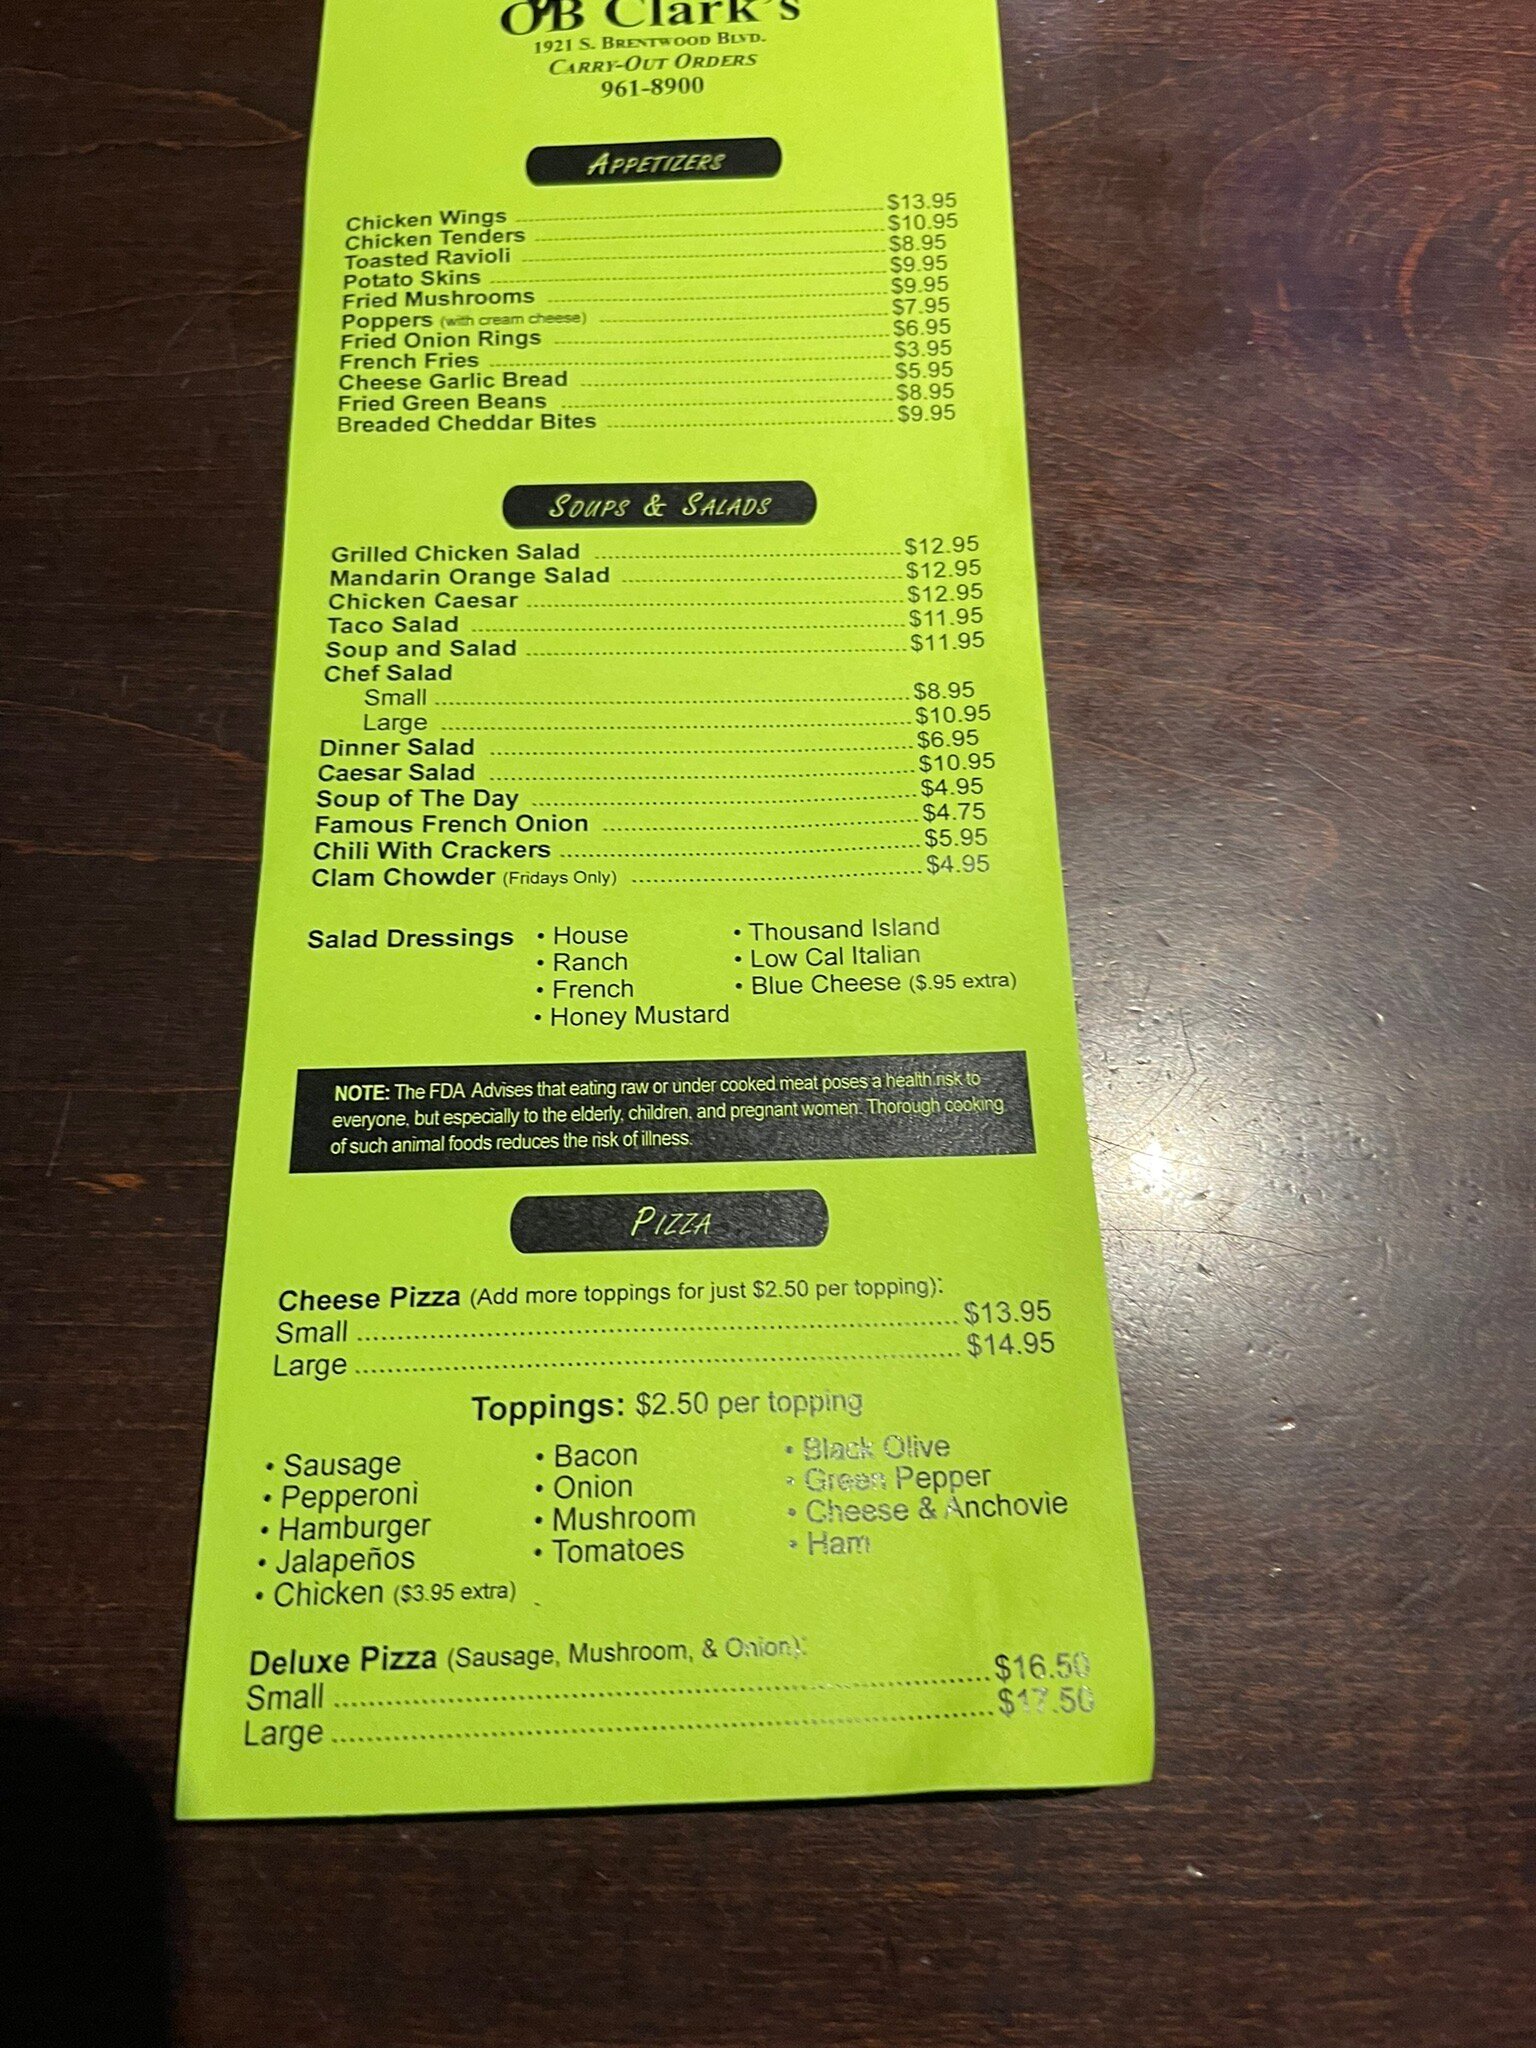 O'B Clark's
1921 S. Brentwood Blvd.
Carry-Out Orders
961-8900
Appetizers
Chicken Wings $13.95
Chicken Tenders $10.95
Toasted Ravioli $8.95
Potato Skins $9.95
Fried Mushrooms $9.95
Poppers (with cream cheese) $7.95
Fried Onion Rings $6.95
French Fries $3.95
Cheese Garlic Bread $5.95
Fried Green Beans $8.95
Breaded Cheddar Bites $9.95
Soups & Salads
Grilled Chicken Salad $12.95
Mandarin Orange Salad $12.95
Chicken Caesar $12.95
Taco Salad $11.95
Soup and Salad $11.95
Chef Salad
Small $8.95
Large $10.95
Dinner Salad $6.95
Caesar Salad $10.95
Soup of The Day $4.95
Famous French Onion $4.75
Chili With Crackers $5.95
Clam Chowder (Fridays Only) $4.95
Salad Dressings • House • Thousand Island
• Ranch • Low Cal Italian
• French • Blue Cheese ($.95 extra)
• Honey Mustard
NOTE: The FDA Advises that eating raw or under cooked meat poses a health risk to
everyone, but especially to the elderly, children, and pregnant women. Thorough cooking
of such animal foods reduces the risk of illness.
Pizza
Cheese Pizza (Add more toppings for just $2.50 per topping):
Small $13.95
Large $14.95
Toppings: $2.50 per topping
• Sausage • Bacon • Black Olive
• Pepperoni • Onion • Green Pepper
• Hamburger • Mushroom • Cheese & Anchovie
• Jalapeños • Tomatoes • Ham
• Chicken ($3.95 extra)
Deluxe Pizza (Sausage, Mushroom, & Onion):
Small $16.50
Large $17.50